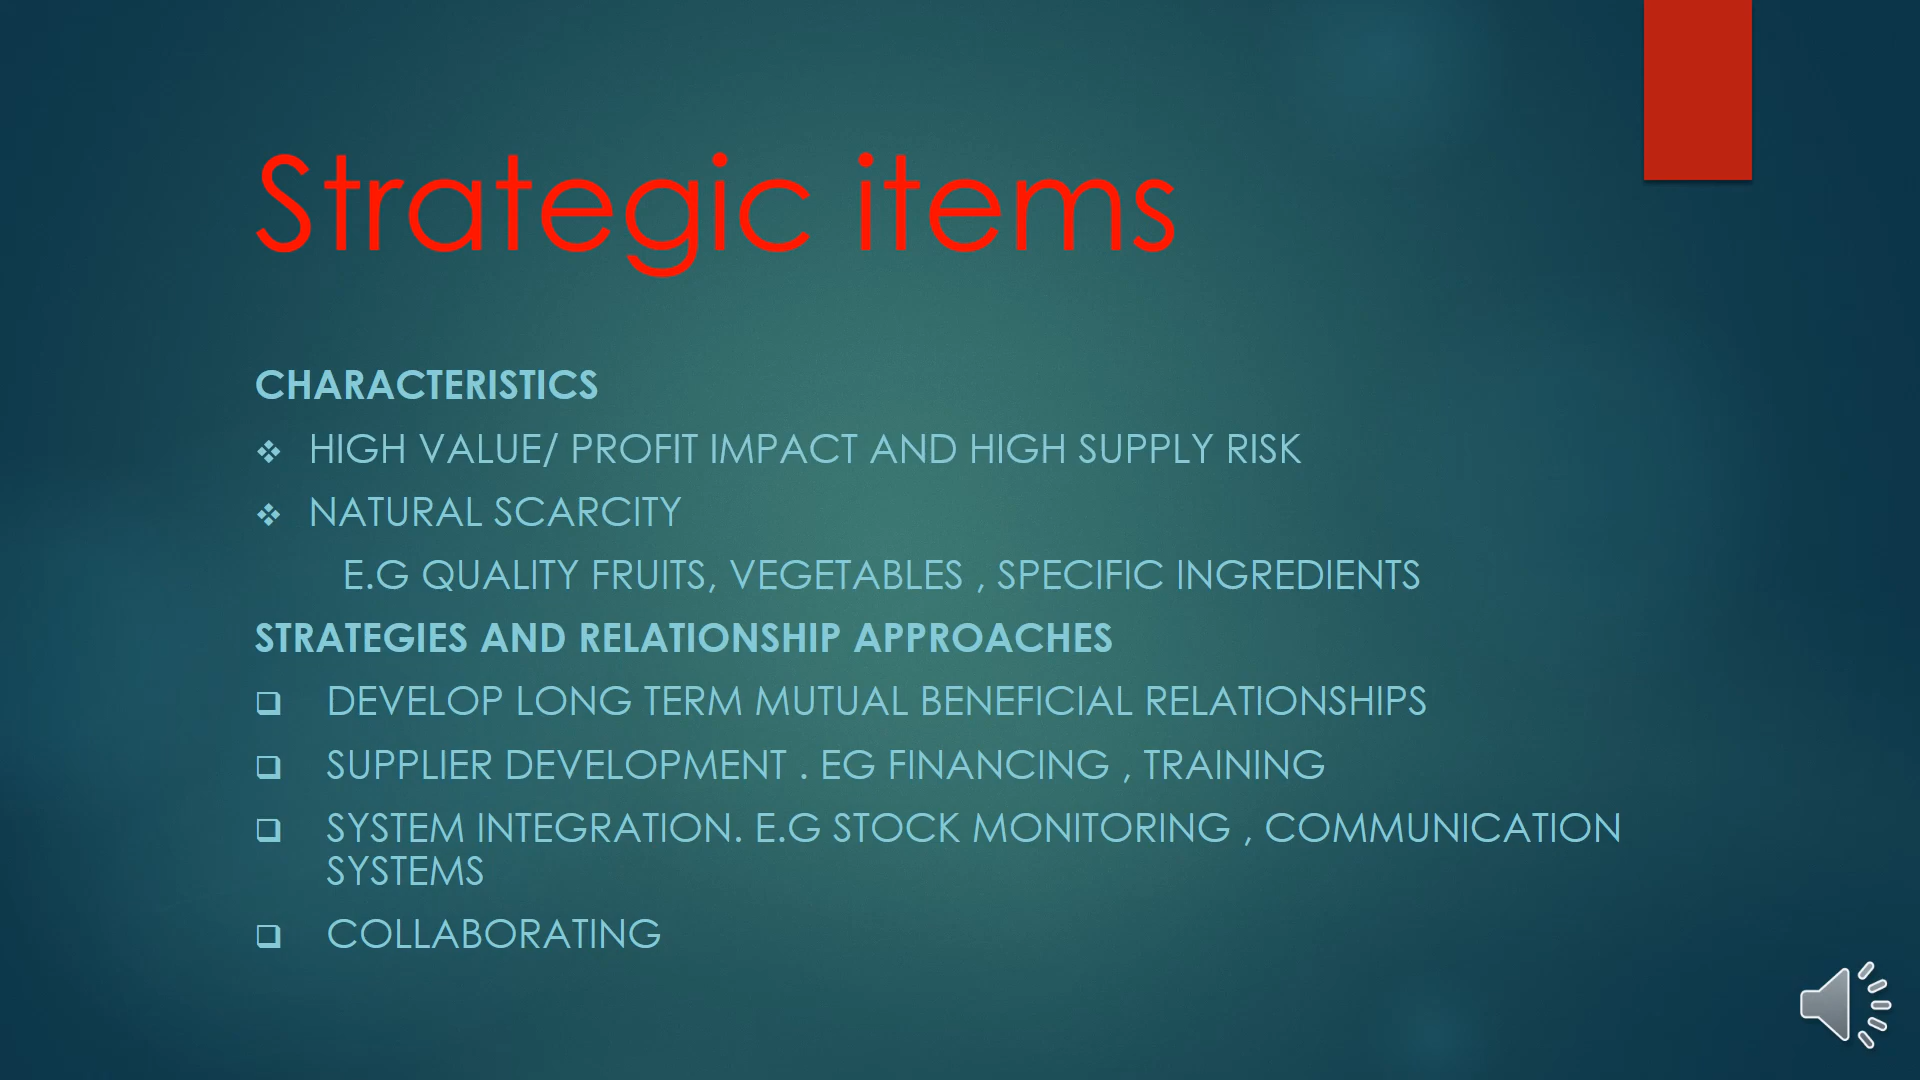 Strategic items
CHARACTERISTICS
HIGH VALUE/ PROFIT IMPACT AND HIGH SUPPLY RISK
NATURAL SCARCITY
E.G QUALITY FRUITS, VEGETABLES , SPECIFIC INGREDIENTS
STRATEGIES AND RELATIONSHIP APPROACHES
DEVELOP LONG TERM MUTUAL BENEFICIAL RELATIONSHIPS
SUPPLIER DEVELOPMENT . EG FINANCING , TRAINING
SYSTEM INTEGRATION. E.G STOCK MONITORING , COMMUNICATION
SYSTEMS
COLLABORATING